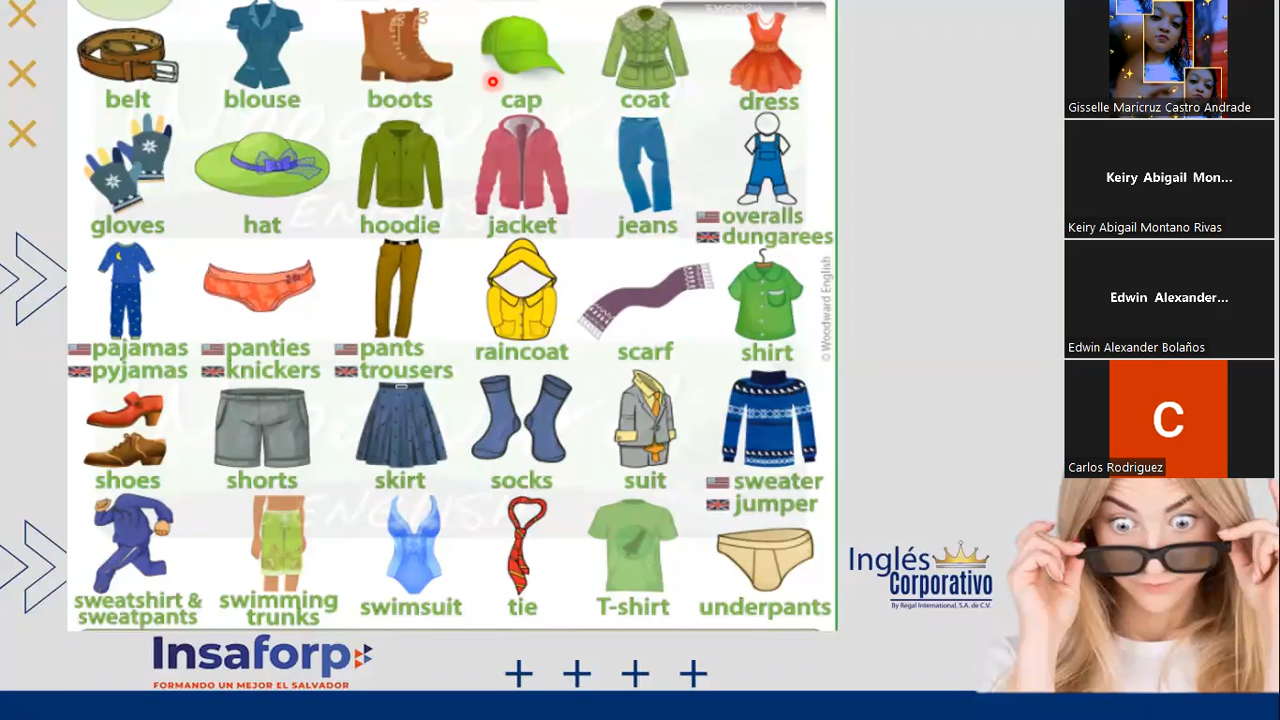 belt blouse boots cap coat dress
gloves hat hoodie jacket jeans overalls
dungarees
pajamas panties pants raincoat scarf shirt
pyjamas knickers trousers
shoes shorts skirt socks suit sweater
jumper
sweatshirt & swimming swimsuit tie T-shirt underpants
sweatpants trunks
© Woodward English
ENGLISH
Insaforp
FORMANDO UN MEJOR EL SALVADOR
Inglés
Corporativo
By Regal International, S.A. de C.V.
Gisselle Maricruz Castro Andrade
Keiry Abigail Mon...
Keiry Abigail Montano Rivas
Edwin Alexander...
Edwin Alexander Bolaños
C
Carlos Rodriguez